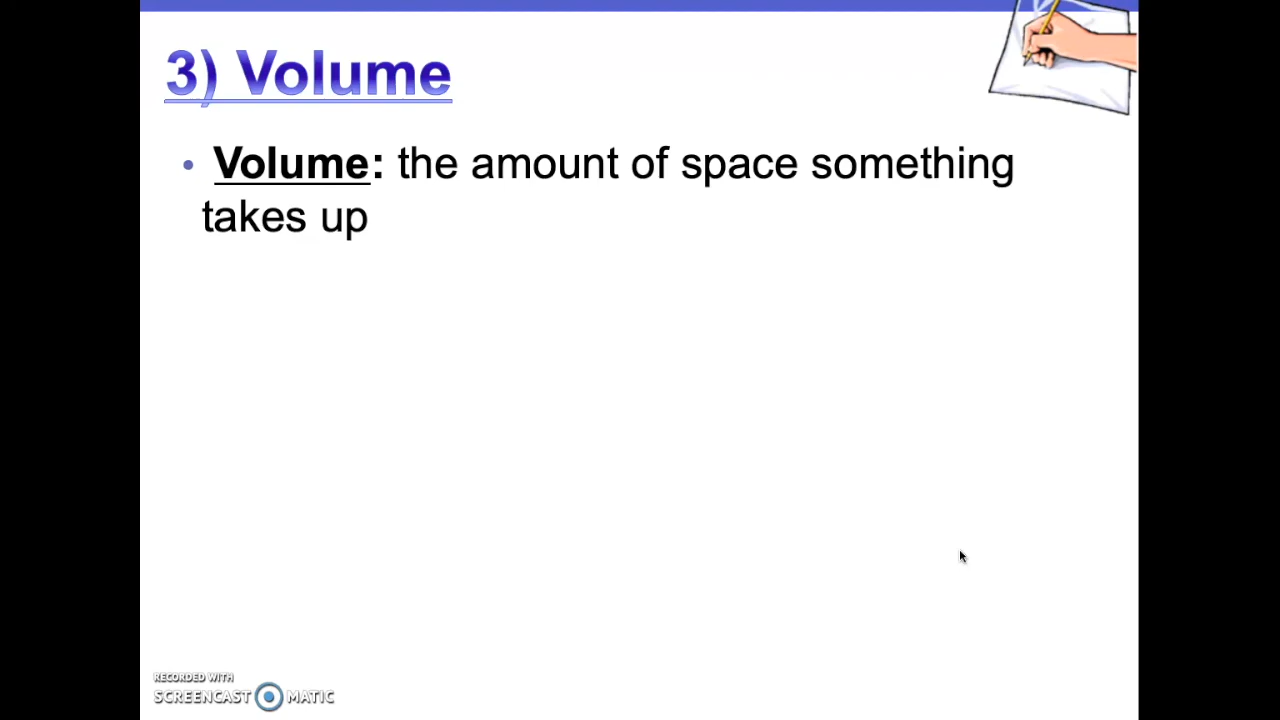 3) Volume
• Volume: the amount of space something
takes up
RECORDED WITH
SCREENCAST MATIC